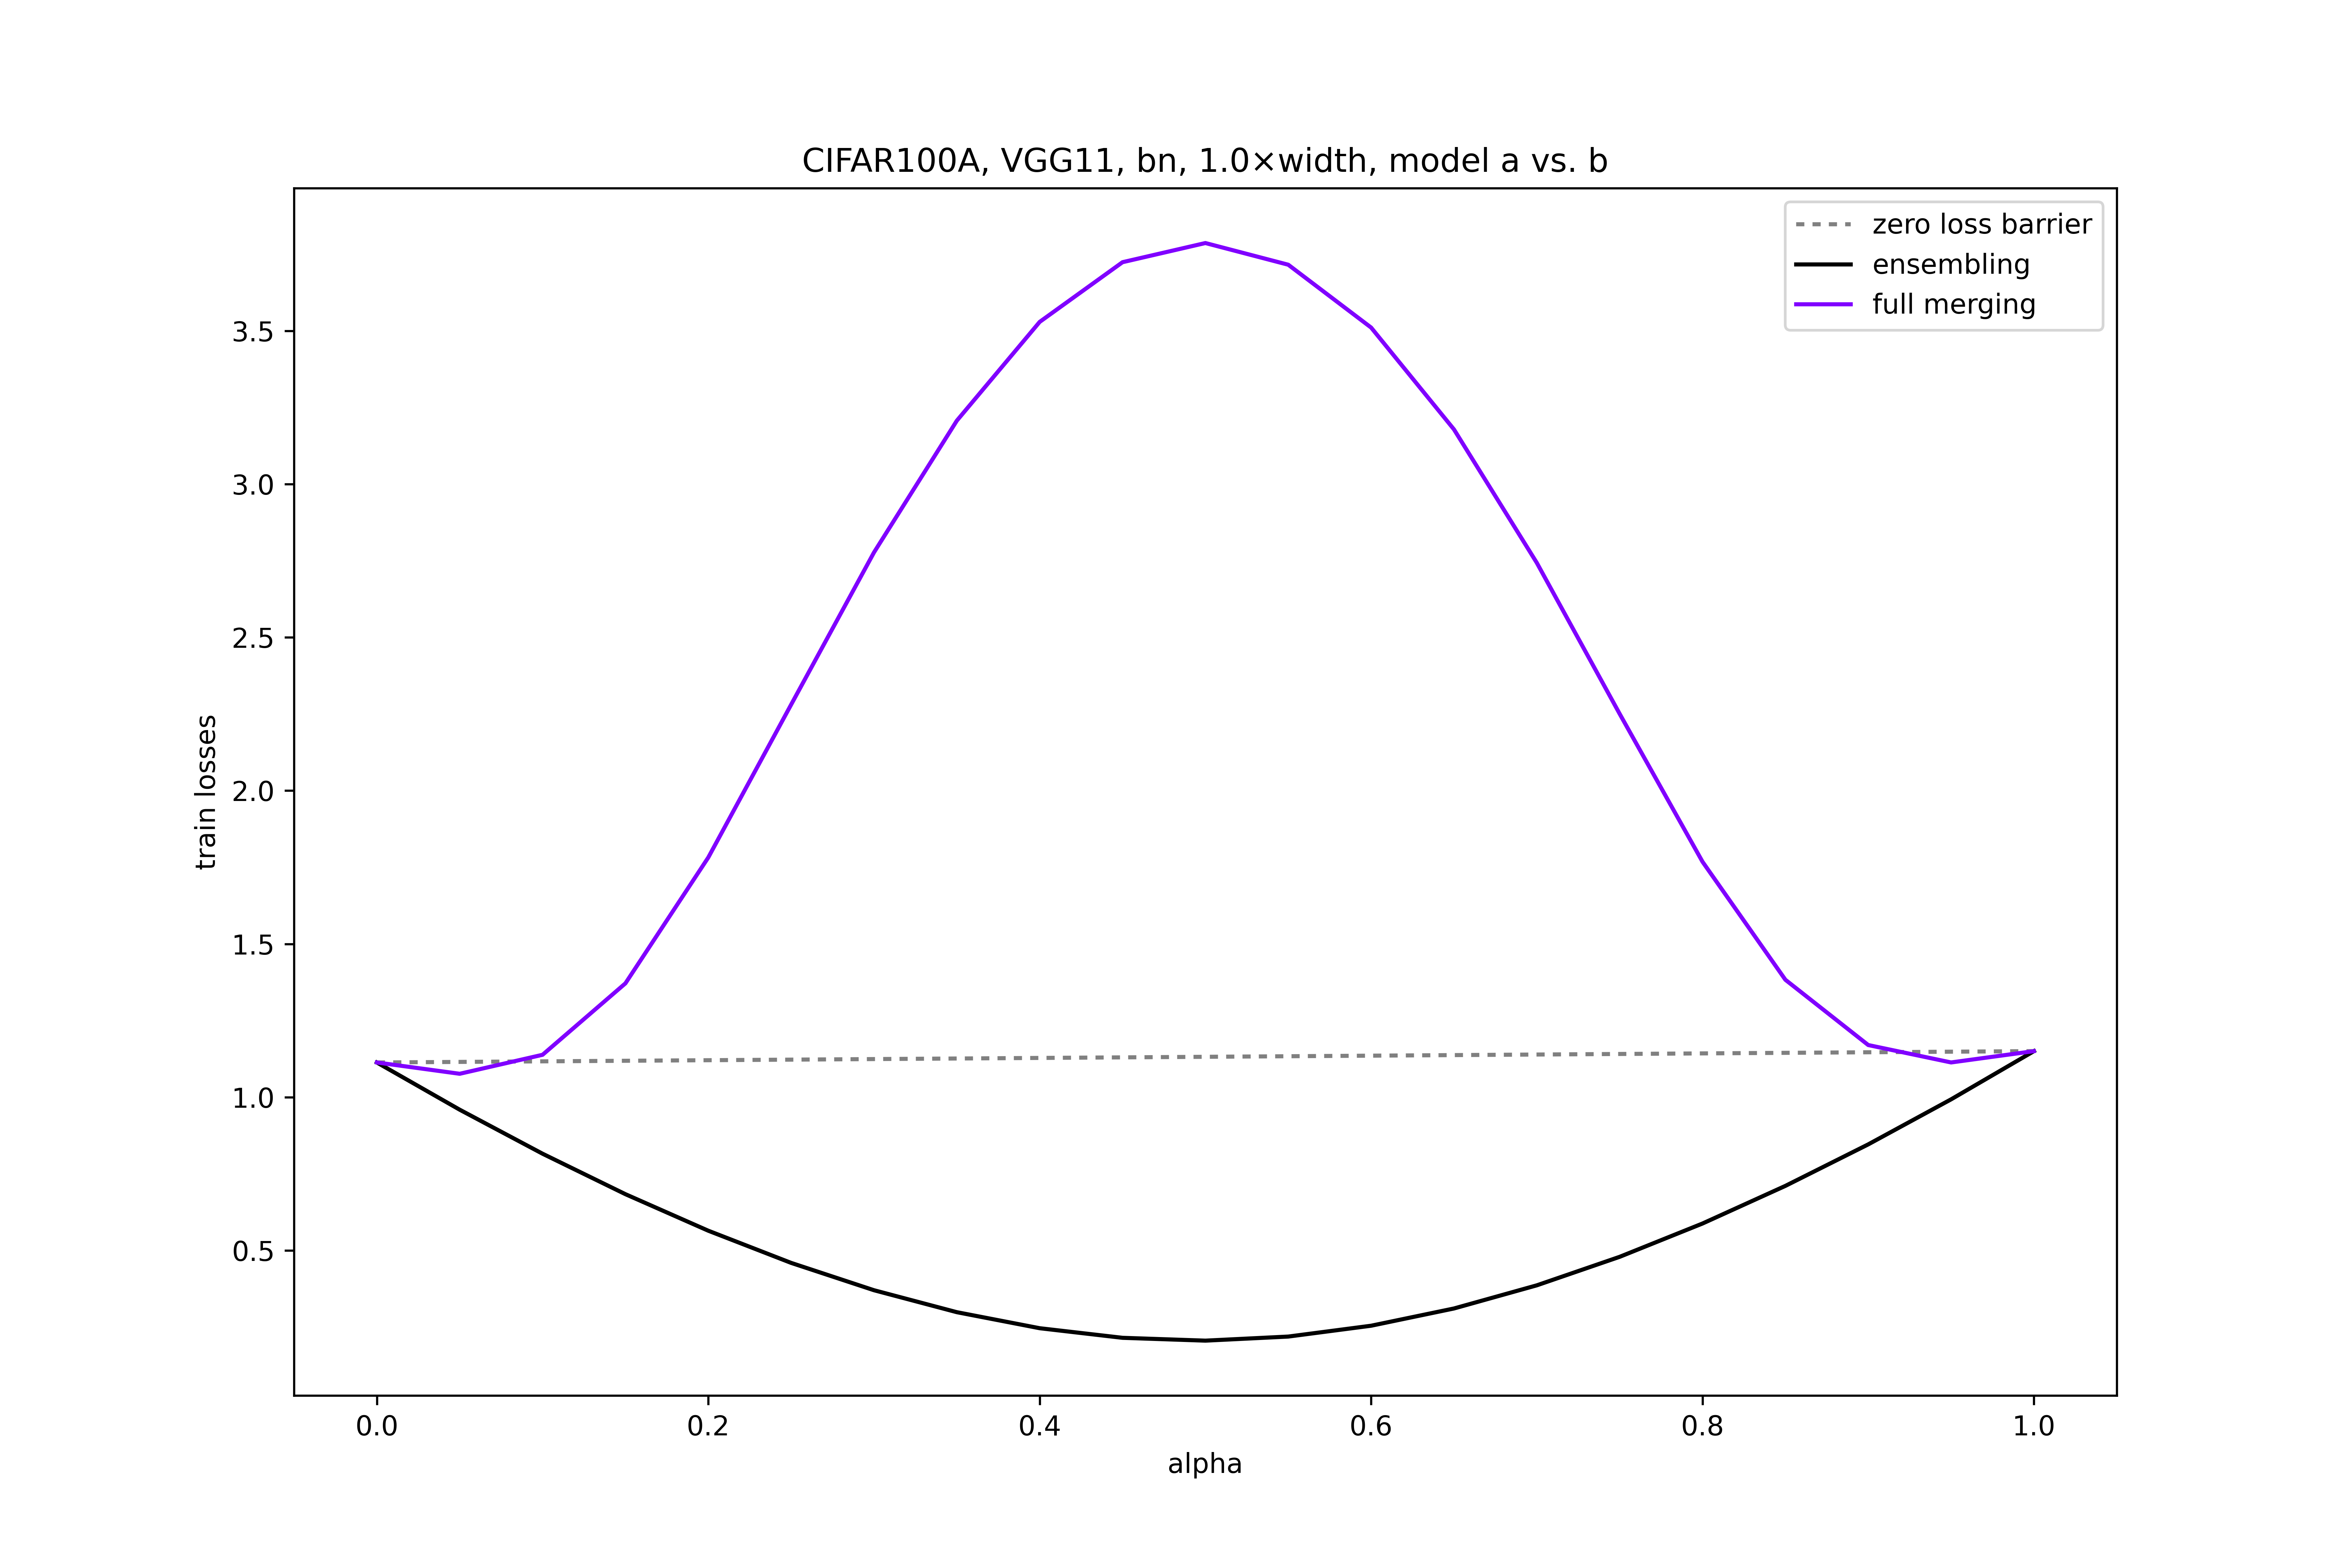 CIFAR100A, VGG11, bn, 1.0×width, model a vs. b
zero loss barrier
ensembling
full merging
train losses
3.5
3.0
2.5
2.0
1.5
1.0
0.5
0.0
0.2
0.4
0.6
0.8
1.0
alpha